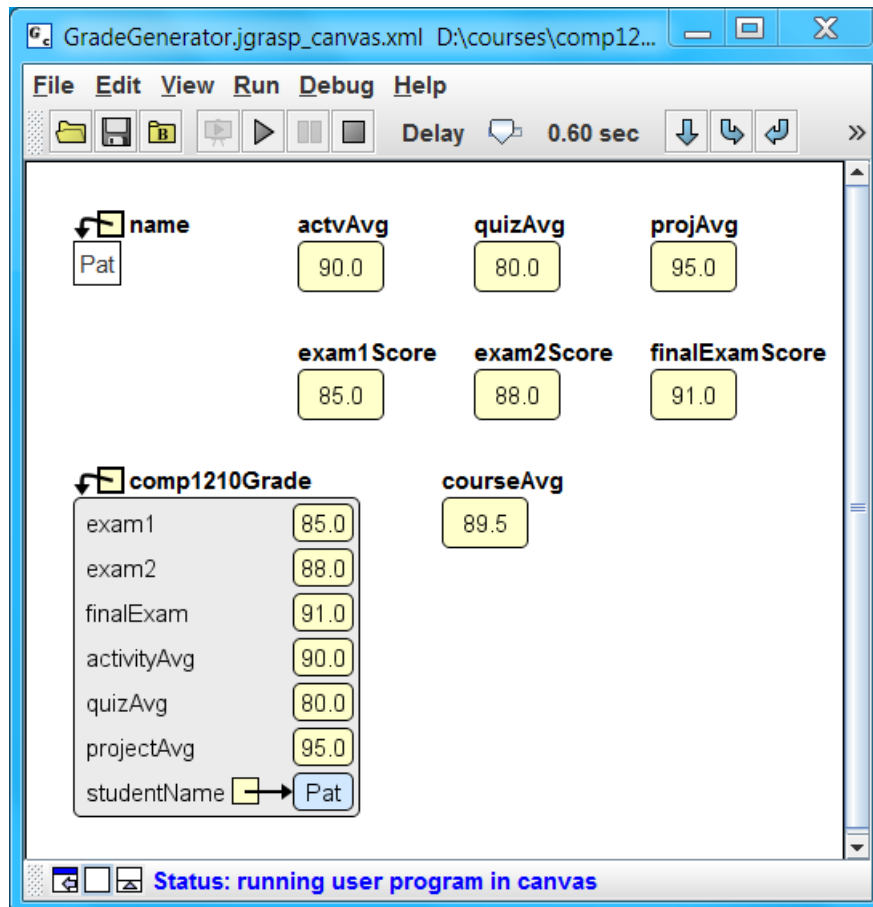 GradeGenerator.jgrasp_canvas.xml D:\courses\comp12...
File Edit View Run Debug Help
Delay 0.60 sec »
name actvAvg quizAvg projAvg
Pat 90.0 80.0 95.0
exam1Score exam2Score finalExamScore
85.0 88.0 91.0
comp1210Grade courseAvg
exam1 85.0 89.5
exam2 88.0
finalExam 91.0
activityAvg 90.0
quizAvg 80.0
projectAvg 95.0
studentName Pat
Status: running user program in canvas